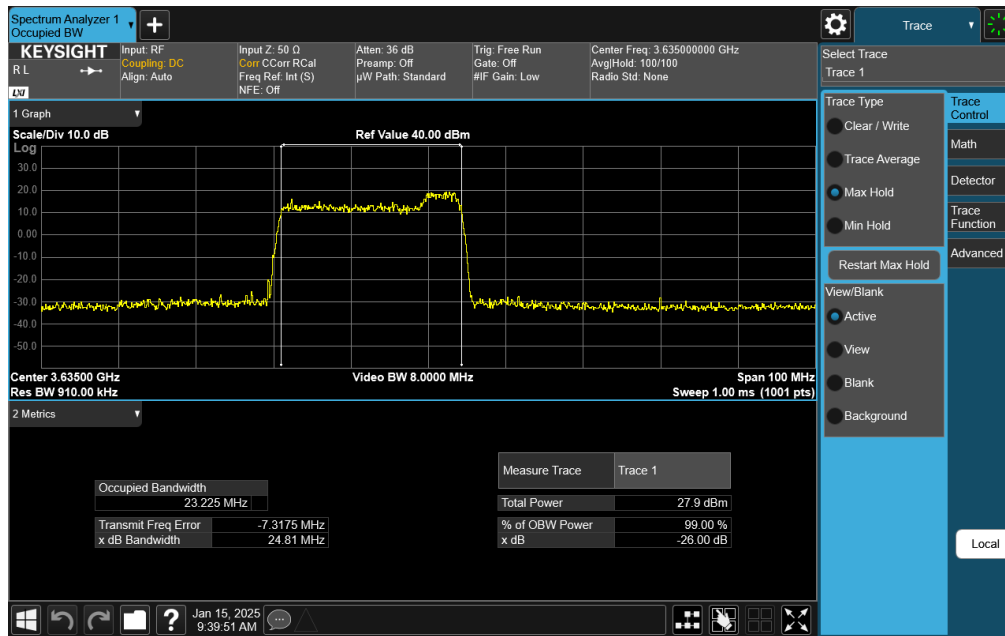 Spectrum Analyzer 1
Occupied BW
Trace
KEYSIGHT
R L
LXI
Input: RF
Coupling: DC
Align: Auto
Input Z: 50 Ω
Corr CCorr RCal
Freq Ref: Int (S)
NFE: Off
Atten: 36 dB
Preamp: Off
µW Path: Standard
Trig: Free Run
Gate: Off
#IF Gain: Low
Center Freq: 3.635000000 GHz
Avg|Hold: 100/100
Radio Std: None
Select Trace
Trace 1
1 Graph
Scale/Div 10.0 dB
Ref Value 40.00 dBm
Log
30.0
20.0
10.0
0.00
-10.0
-20.0
-30.0
-40.0
-50.0
Center 3.63500 GHz
Video BW 8.0000 MHz
Span 100 MHz
Res BW 910.00 kHz
Sweep 1.00 ms (1001 pts)
2 Metrics
Occupied Bandwidth
23.225 MHz
Transmit Freq Error -7.3175 MHz
x dB Bandwidth 24.81 MHz
Measure Trace Trace 1
Total Power 27.9 dBm
% of OBW Power 99.00 %
x dB -26.00 dB
Trace Type
Clear / Write
Trace Average
Max Hold
Min Hold
Restart Max Hold
View/Blank
Active
View
Blank
Background
Trace
Control
Math
Detector
Trace
Function
Advanced
Local
?
Jan 15, 2025
9:39:51 AM